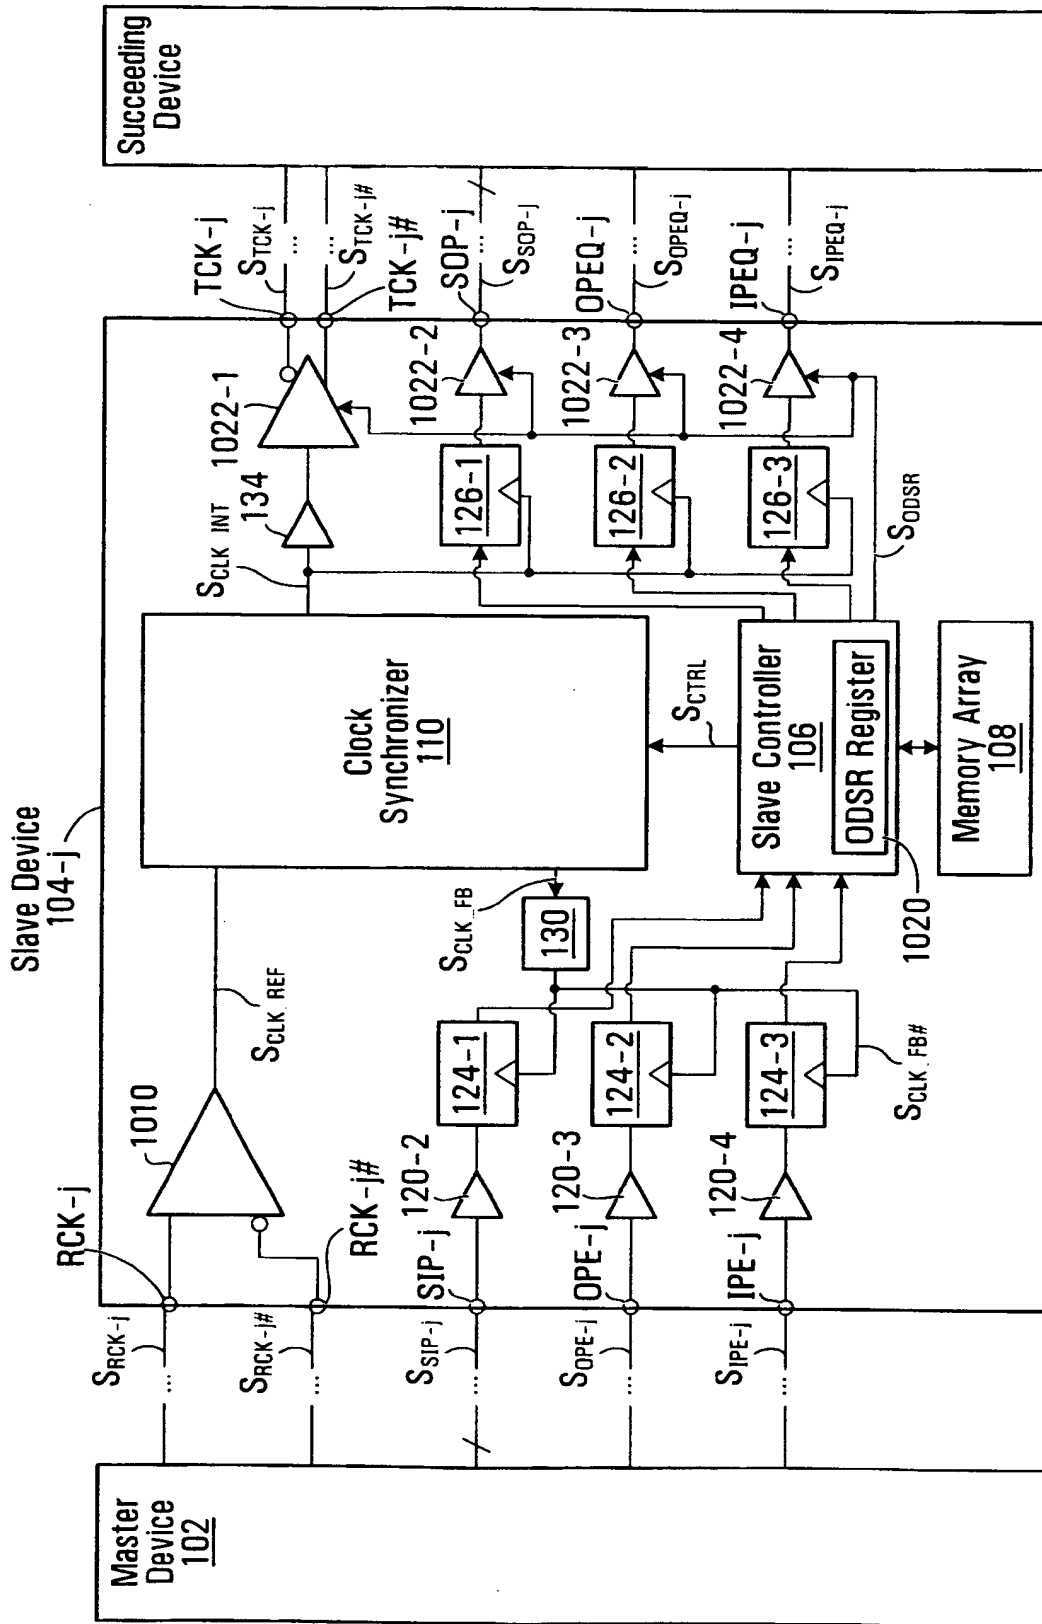 Slave Device
104-j
Master
Device
102
Succeeding
Device
RCK-j
S_RCK-j
S_RCK-j#
RCK-j#
1010
S_CLK_REF
Clock
Synchronizer
110
S_CLK_INT
134
1022-1
TCK-j
S_TCK-j
S_TCK-j#
TCK-j#
S_SIP-j
SIP-j
120-2
124-1
S_CLK_FB
130
126-1
1022-2
SOP-j
S_SOP-j
S_OPE-j
OPE-j
120-3
124-2
S_CTRL
126-2
1022-3
OPEQ-j
S_OPEQ-j
S_IPE-j
IPE-j
120-4
124-3
S_CLK_FB#
Slave Controller
106
ODSR Register
1020
126-3
1022-4
IPEQ-j
S_IPEQ-j
S_ODSR
Memory Array
108